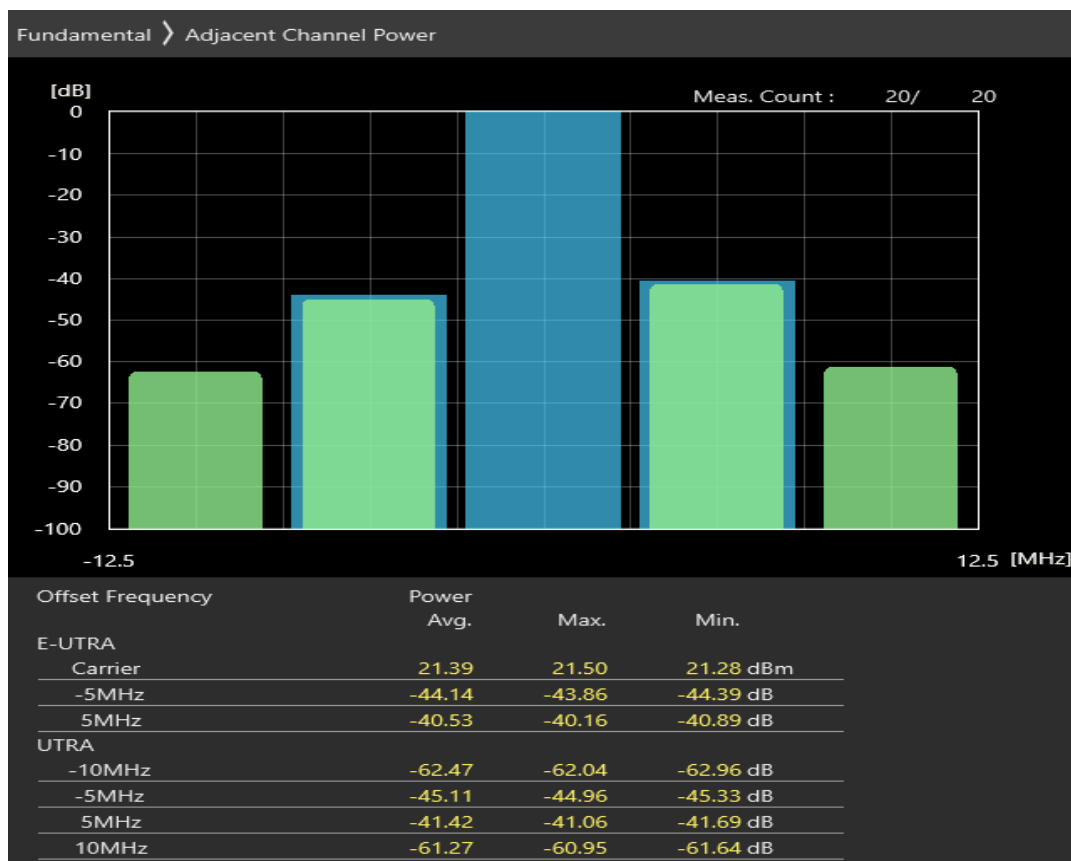 Fundamental ❯ Adjacent Channel Power
[dB]
Meas. Count : 20/ 20
0
-10
-20
-30
-40
-50
-60
-70
-80
-90
-100
-12.5 12.5 [MHz]
Offset Frequency Power
Avg. Max. Min.
E-UTRA
Carrier 21.39 21.50 21.28 dBm
-5MHz -44.14 -43.86 -44.39 dB
5MHz -40.53 -40.16 -40.89 dB
UTRA
-10MHz -62.47 -62.04 -62.96 dB
-5MHz -45.11 -44.96 -45.33 dB
5MHz -41.42 -41.06 -41.69 dB
10MHz -61.27 -60.95 -61.64 dB